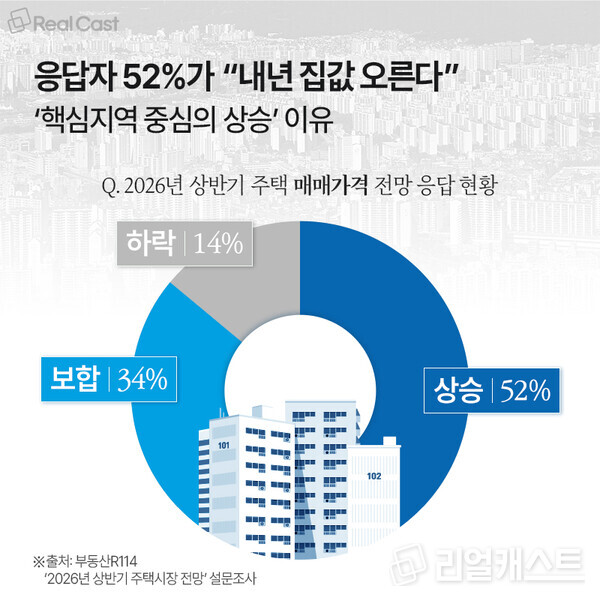 Real Cast
응답자 52%가 “내년 집값 오른다”
‘핵심지역 중심의 상승’ 이유
Q. 2026년 상반기 주택 매매가격 전망 응답 현황
하락 14%
보합 34%
상승 52%
101
102
※출처: 부동산R114
‘2026년 상반기 주택시장 전망‘ 설문조사
리얼캐스트